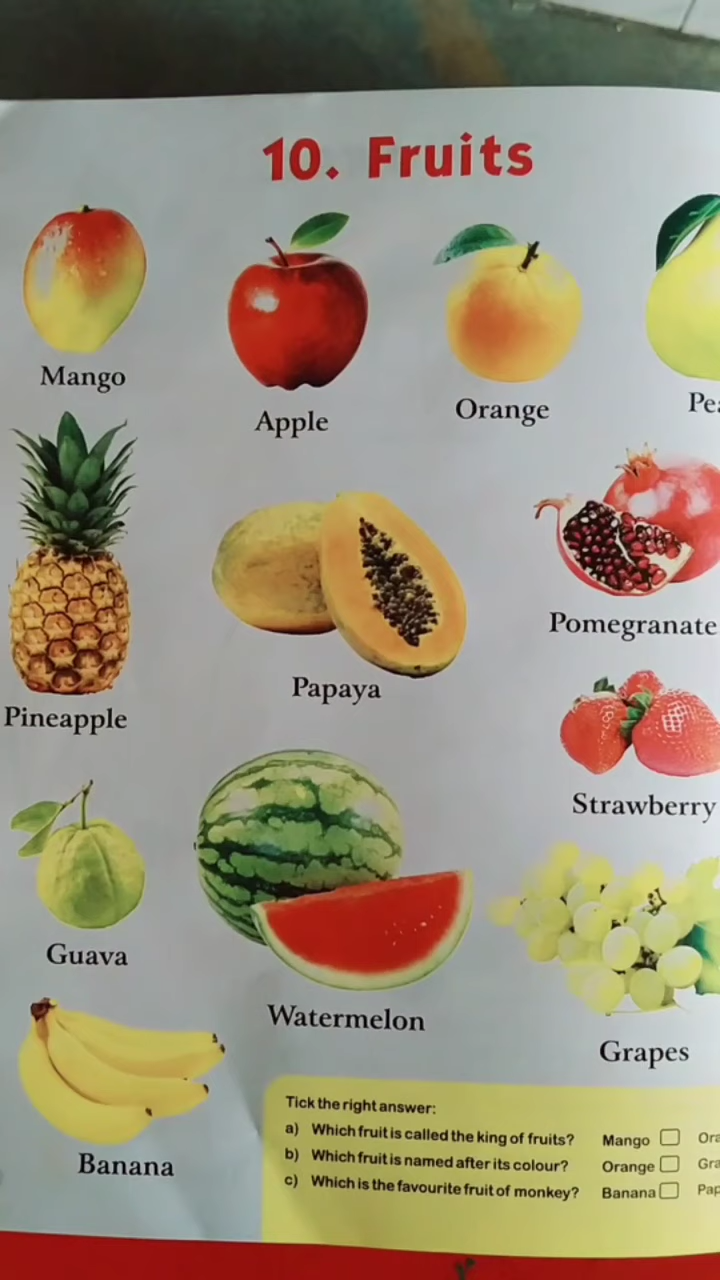 10. Fruits
Mango
Apple
Orange
Pineapple
Papaya
Pomegranate
Strawberry
Guava
Watermelon
Grapes
Banana
Tick the right answer:
a) Which fruit is called the king of fruits? Mango
b) Which fruit is named after its colour? Orange
c) Which is the favourite fruit of monkey? Banana